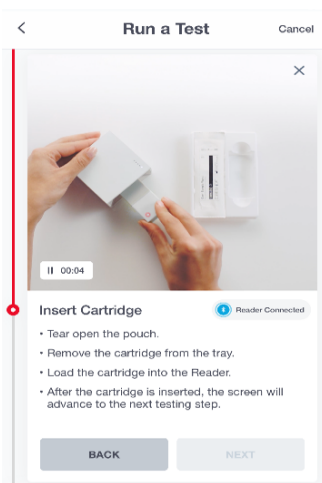 Run a Test
Cancel
00:04
Insert Cartridge
Reader Connected
• Tear open the pouch.
• Remove the cartridge from the tray.
• Load the cartridge into the Reader.
• After the cartridge is inserted, the screen will
advance to the next testing step.
BACK
NEXT